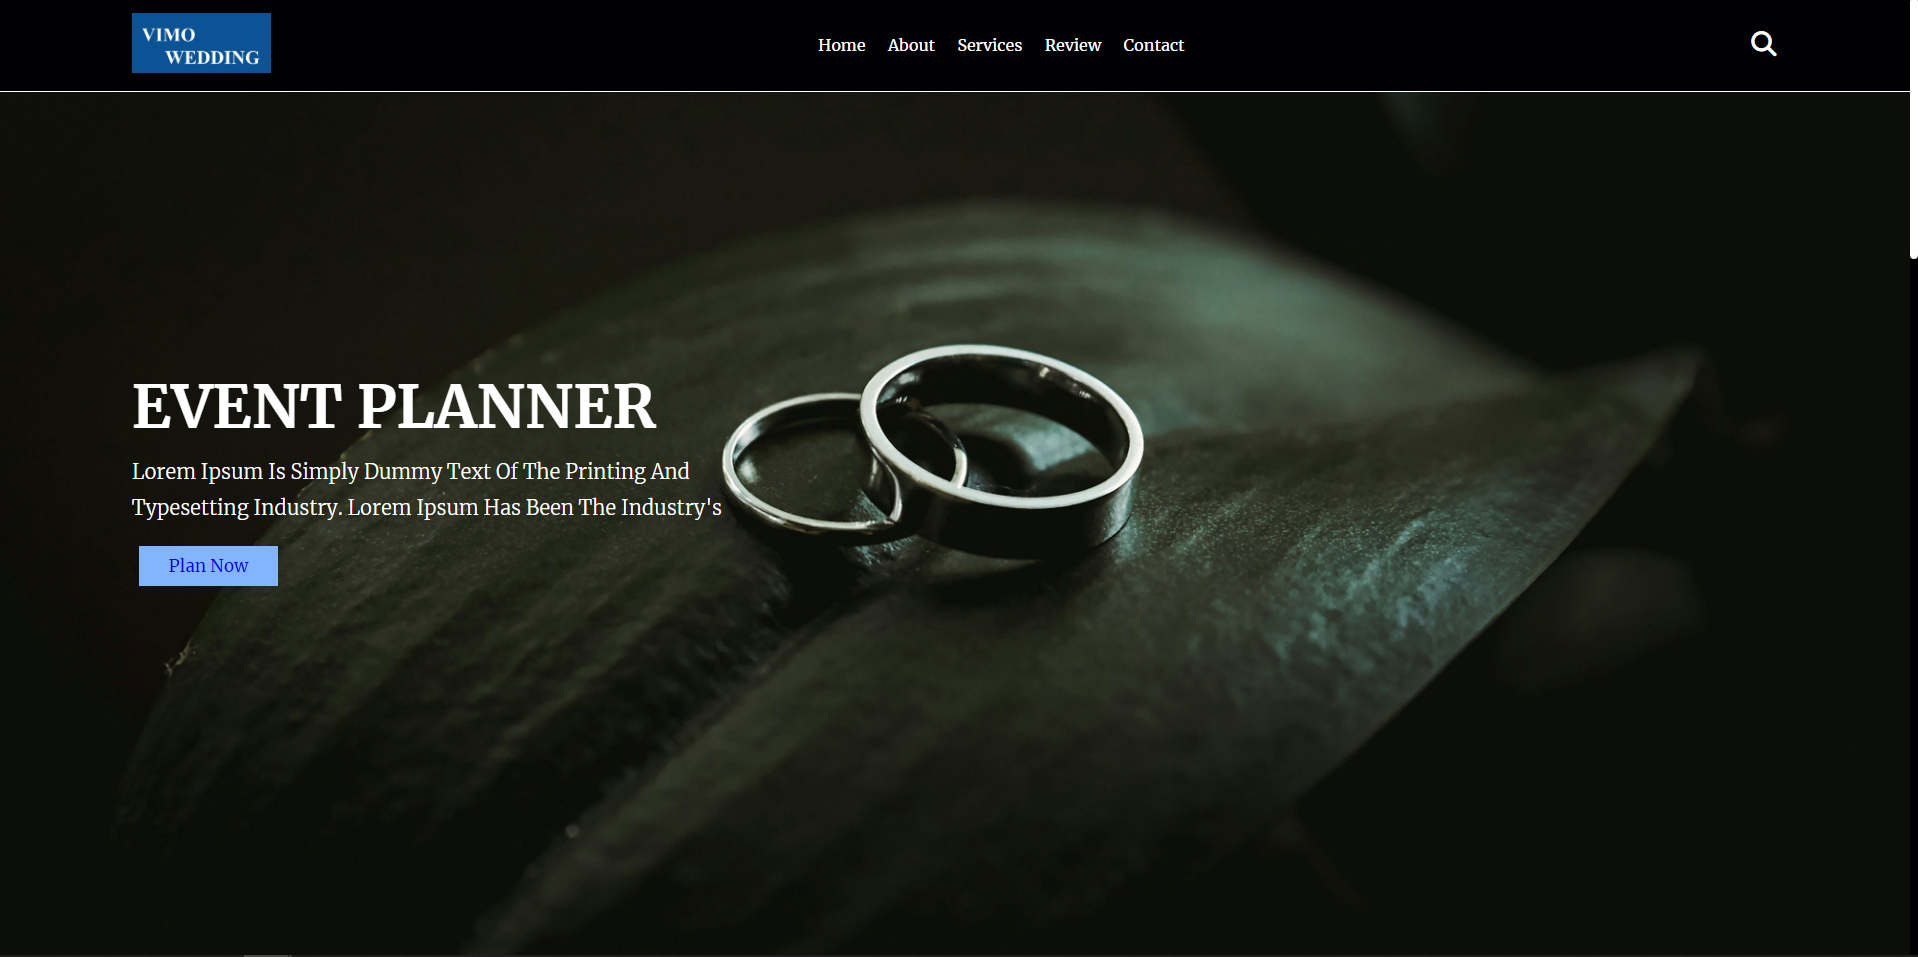 VIMO
WEDDING
Home About Services Review Contact
EVENT PLANNER
Lorem Ipsum Is Simply Dummy Text Of The Printing And
Typesetting Industry. Lorem Ipsum Has Been The Industry's
Plan Now